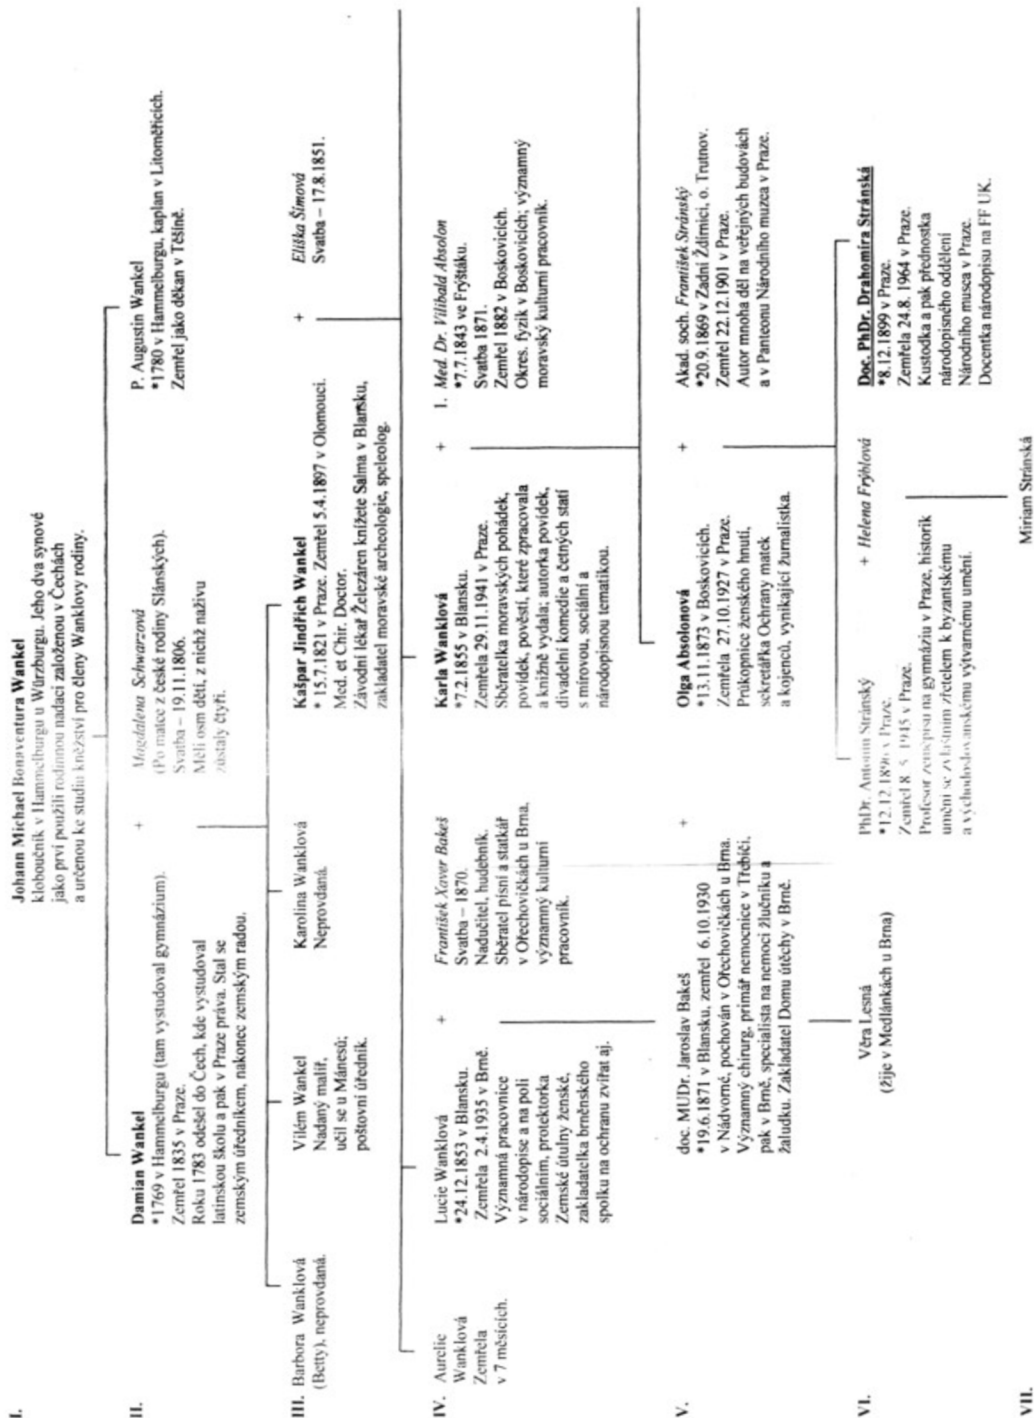 I.
Johann Michael Bonaventura Wankel
kloboučník v Hammelburgu u Würzburgu. Jeho dva synové
jako prví použili rodinnou nadaci založenou v Čechách
a určenou ke studiu kněžství pro členy Wanklovy rodiny.
II.
Damian Wankel
*1769 v Hammelburgu (tam vystudoval gymnázium).
Zemřel 1835 v Praze.
Roku 1783 odešel do Čech, kde vystudoval
latinskou školu a pak v Praze práva. Stal se
zemským úředníkem, nakonec zemským radou.
+
Magdalena Schwarzová
(Po matce z české rodiny Slánských).
Svatba – 19.11.1806.
Měli osm dětí, z nichž naživu
zůstaly čtyři.
P. Augustin Wankel
*1780 v Hammelburgu, kaplan v Litoměřicích.
Zemřel jako děkan v Těšíně.
III.
Barbora Wanklová
(Betty), neprovdaná.
Vilém Wankel
Nadaný malíř,
učil se u Mánesů;
poštovní úředník.
Karolina Wanklová
Neprovdaná.
Kašpar Jindřich Wankel
* 15.7.1821 v Praze. Zemřel 5.4.1897 v Olomouci.
Med. et Chir. Doctor.
Závodní lékař Železáren knížete Salma v Blansku,
zakladatel moravské archeologie, speleolog.
+
Eliška Šímová
Svatba – 17.8.1851.
IV.
Aurelie
Wanklová
Zemřela
v 7 měsících.
Lucie Wanklová
*24.12.1853 v Blansku.
Zemřela 2.4.1935 v Brně.
Významná pracovnice
v národopise a na poli
sociálním, protektorka
Zemské útulny ženské,
zakladatelka brněnského
spolku na ochranu zvířat aj.
+
František Xaver Bakeš
Svatba – 1870.
Nadučitel, hudebník.
Sběratel písní a statkář
v Ořechovičkách u Brna,
významný kulturní
pracovník.
Karla Wanklová
*7.2.1855 v Blansku.
Zemřela 29.11.1941 v Praze.
Sběratelka moravských pohádek,
povídek, pověstí, které zpracovala
a knižně vydala; autorka povídek,
divadelní komedie a četných statí
s mírovou, sociální a
národopisnou tematikou.
+
1. Med. Dr. Vilibald Absolon
*7.7.1843 ve Fryštáku.
Svatba 1871.
Zemřel 1882 v Boskovicích.
Okres. fyzik v Boskovicích; významný
moravský kulturní pracovník.
V.
doc. MUDr. Jaroslav Bakeš
*19.6.1871 v Blansku, zemřel 6.10.1930
v Nádvorné, pochován v Ořechovičkách u Brna.
Významný chirurg, primář nemocnice v Třebíči,
pak v Brně, specialista na nemoci žlučníku a
žaludku. Zakladatel Domu útěchy v Brně.
+
Olga Absolonová
*13.11.1873 v Boskovicích.
Zemřela 27.10.1927 v Praze.
Průkopnice ženského hnutí,
sekretářka Ochrany matek
a kojenců, vynikající žurnalistka.
+
Akad. soch. František Stránský
*20.9.1869 v Zadní Ždírnici, o. Trutnov.
Zemřel 22.12.1901 v Praze.
Autor mnoha děl na veřejných budovách
a v Panteonu Národního muzea v Praze.
VI.
Věra Lesná
(žije v Medlánkách u Brna)
PhDr. Antonín Stránský
*12.12.1896 v Praze.
Zemřel 8. 5. 1945 v Praze.
Profesor zeměpisu na gymnáziu v Praze, historik
umění se zvláštním zřetelem k byzantskému
a východoslovanskému výtvarnému umění.
+ Helena Frýblová
Doc. PhDr. Drahomíra Stránská
*8.12.1899 v Praze.
Zemřela 24.8. 1964 v Praze.
Kustodka a pak přednostka
národopisného oddělení
Národního musea v Praze.
Docentka národopisu na FF UK.
VII.
Miriam Stránská